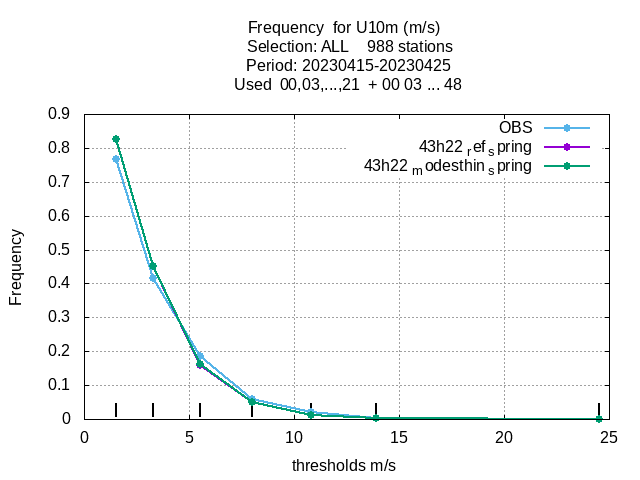 Frequency  for U10m (m/s)
Selection: ALL    988 stations
Period: 20230415-20230425
Used  00,03,...,21  + 00 03 ... 48
OBS
43h22 ref spring
43h22 modesthin spring
0.9
0.8
0.7
0.6
0.5
0.4
0.3
0.2
0.1
0
Frequency
0 5 10 15 20 25
thresholds m/s